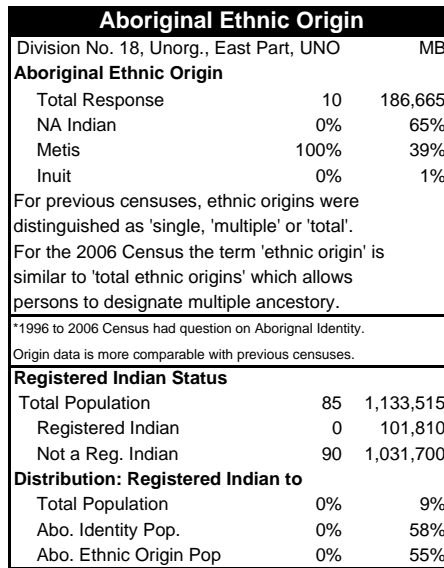 Aboriginal Ethnic Origin
Division No. 18, Unorg., East Part, UNO MB
Aboriginal Ethnic Origin
Total Response 10 186,665
NA Indian 0% 65%
Metis 100% 39%
Inuit 0% 1%
For previous censuses, ethnic origins were
distinguished as 'single, 'multiple' or 'total'.
For the 2006 Census the term 'ethnic origin' is
similar to 'total ethnic origins' which allows
persons to designate multiple ancestory.
*1996 to 2006 Census had question on Aborignal Identity.
Origin data is more comparable with previous censuses.
Registered Indian Status
Total Population 85 1,133,515
Registered Indian 0 101,810
Not a Reg. Indian 90 1,031,700
Distribution: Registered Indian to
Total Population 0% 9%
Abo. Identity Pop. 0% 58%
Abo. Ethnic Origin Pop 0% 55%